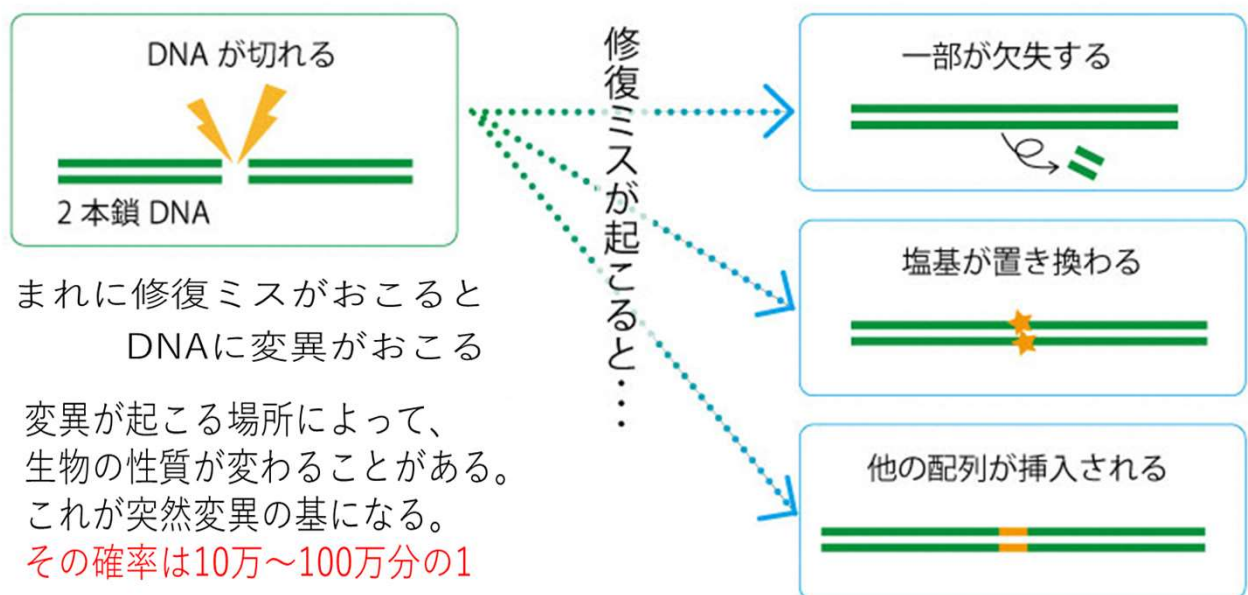 DNA が切れる
2 本鎖 DNA
まれに修復ミスがおこると
DNAに変異がおこる
変異が起こる場所によって、
生物の性質が変わることがある。
これが突然変異の基になる。
その確率は10万～100万分の1
修復ミスが起こると・・・
一部が欠失する
塩基が置き換わる
他の配列が挿入される